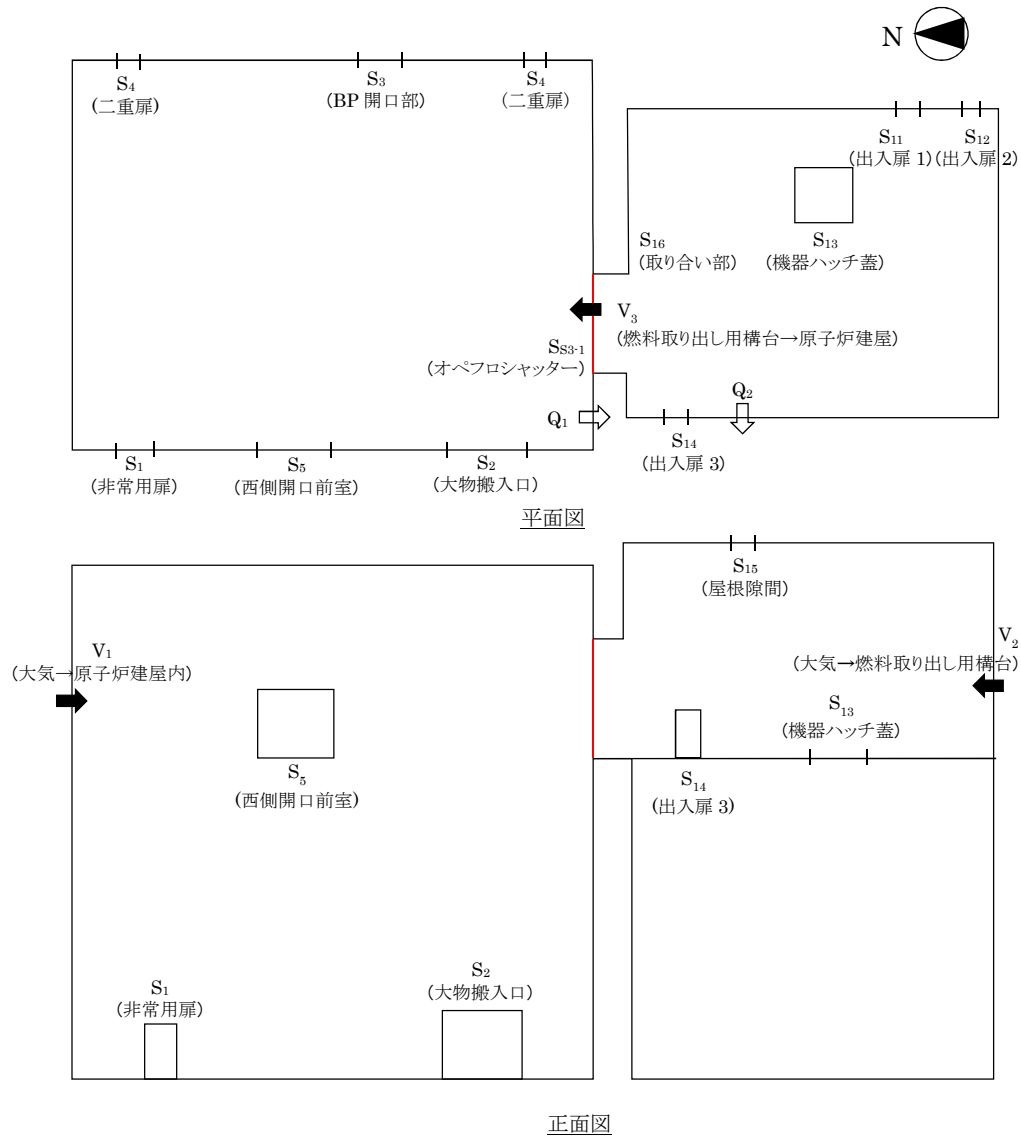 N
S4
(二重扉)
S3
(BP 開口部)
S4
(二重扉)
S11
(出入扉 1)
S12
(出入扉 2)
S16
(取り合い部)
S13
(機器ハッチ蓋)
V3
(燃料取り出し用構台→原子炉建屋)
SS3-1
(オペフロシャッター)
Q1
Q2
S14
(出入扉 3)
S1
(非常用扉)
S5
(西側開口前室)
S2
(大物搬入口)
平面図
S15
(屋根隙間)
V1
(大気→原子炉建屋内)
V2
(大気→燃料取り出し用構台)
S13
(機器ハッチ蓋)
S5
(西側開口前室)
S14
(出入扉 3)
S1
(非常用扉)
S2
(大物搬入口)
正面図